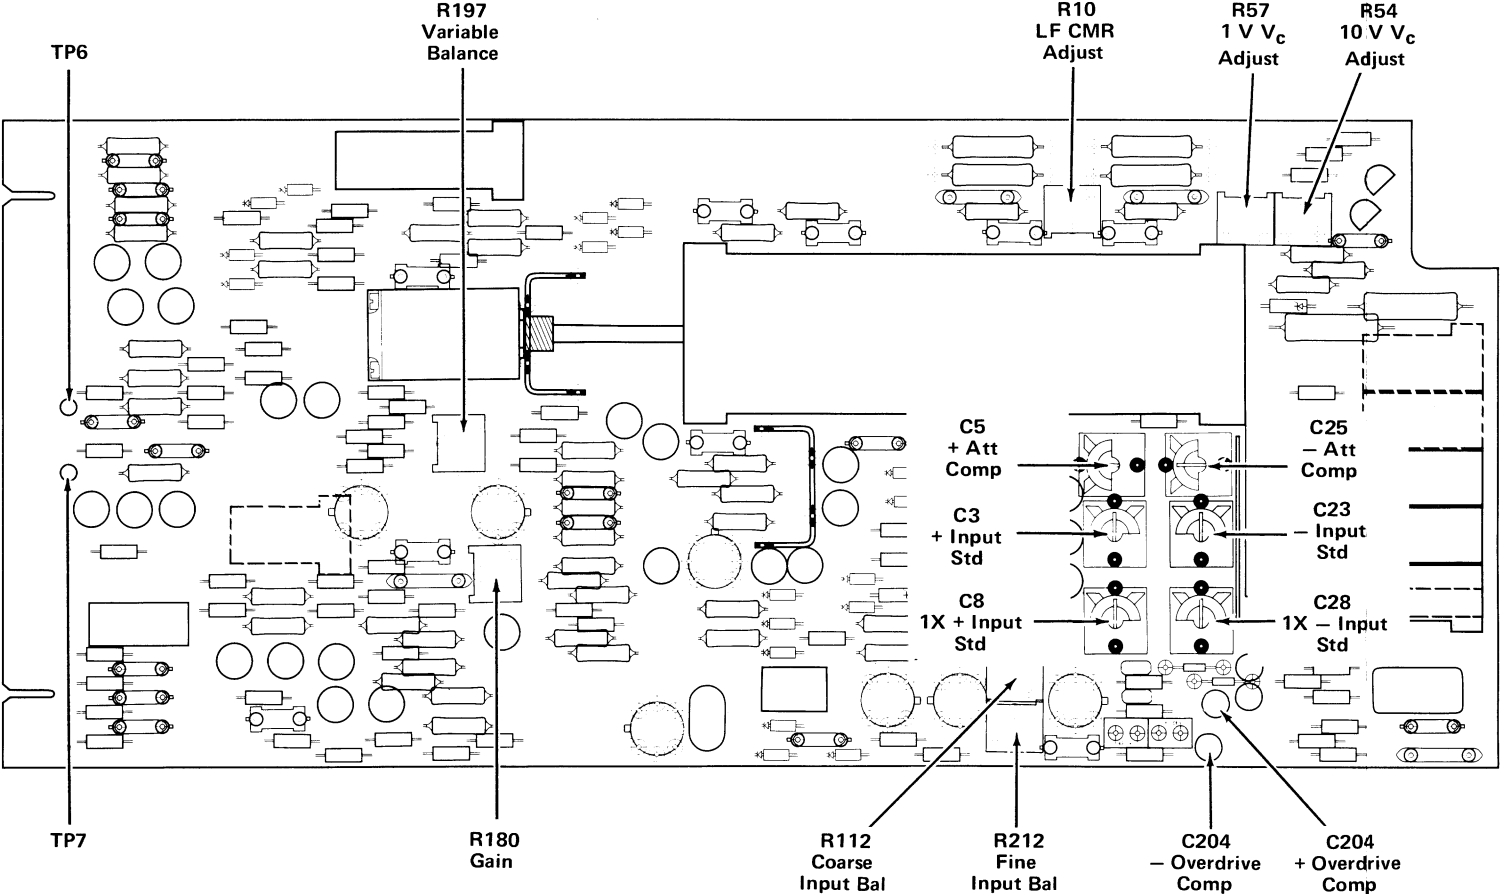 R197
Variable
Balance
R10
LF CMR
Adjust
R57
1 V Vc
Adjust
R54
10 V Vc
Adjust
TP6
C5
+ Att
Comp
C25
− Att
Comp
C3
+ Input
Std
C23
− Input
Std
C8
1X + Input
Std
C28
1X − Input
Std
TP7
R180
Gain
R112
Coarse
Input Bal
R212
Fine
Input Bal
C204
− Overdrive
Comp
C204
+ Overdrive
Comp